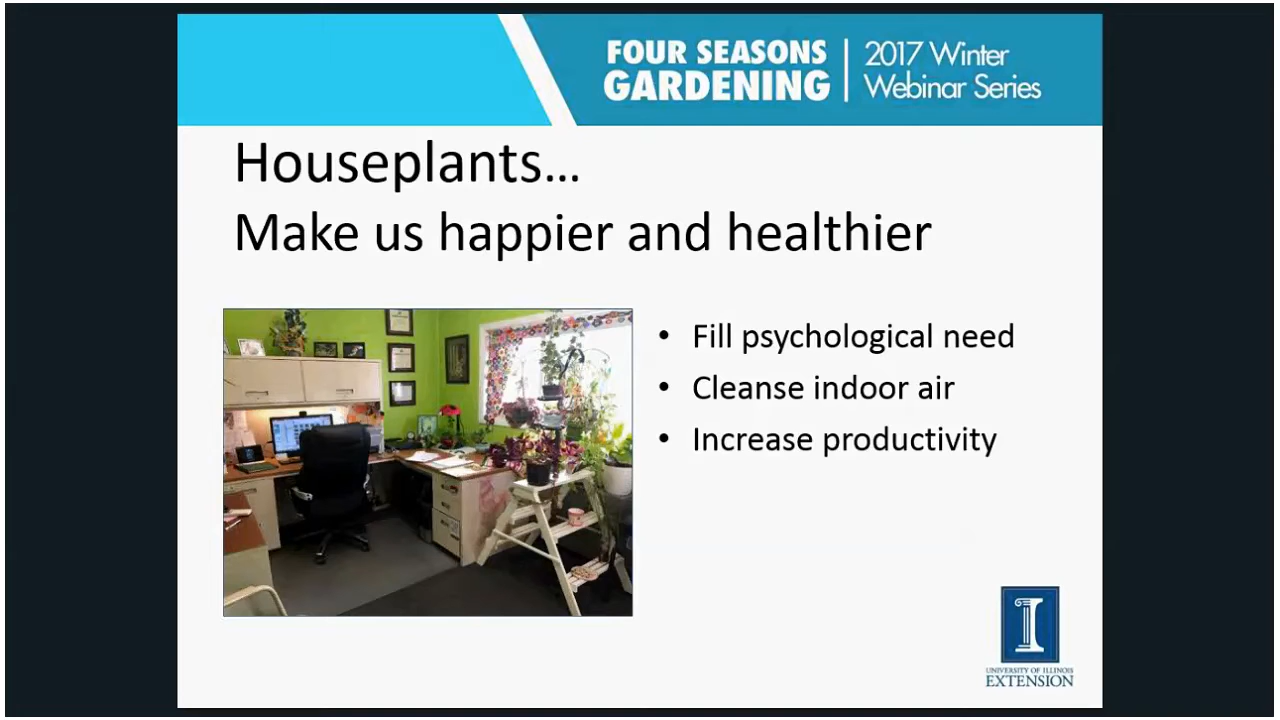 FOUR SEASONS
GARDENING
2017 Winter
Webinar Series
Houseplants…
Make us happier and healthier
• Fill psychological need
• Cleanse indoor air
• Increase productivity
I
UNIVERSITY OF ILLINOIS
EXTENSION